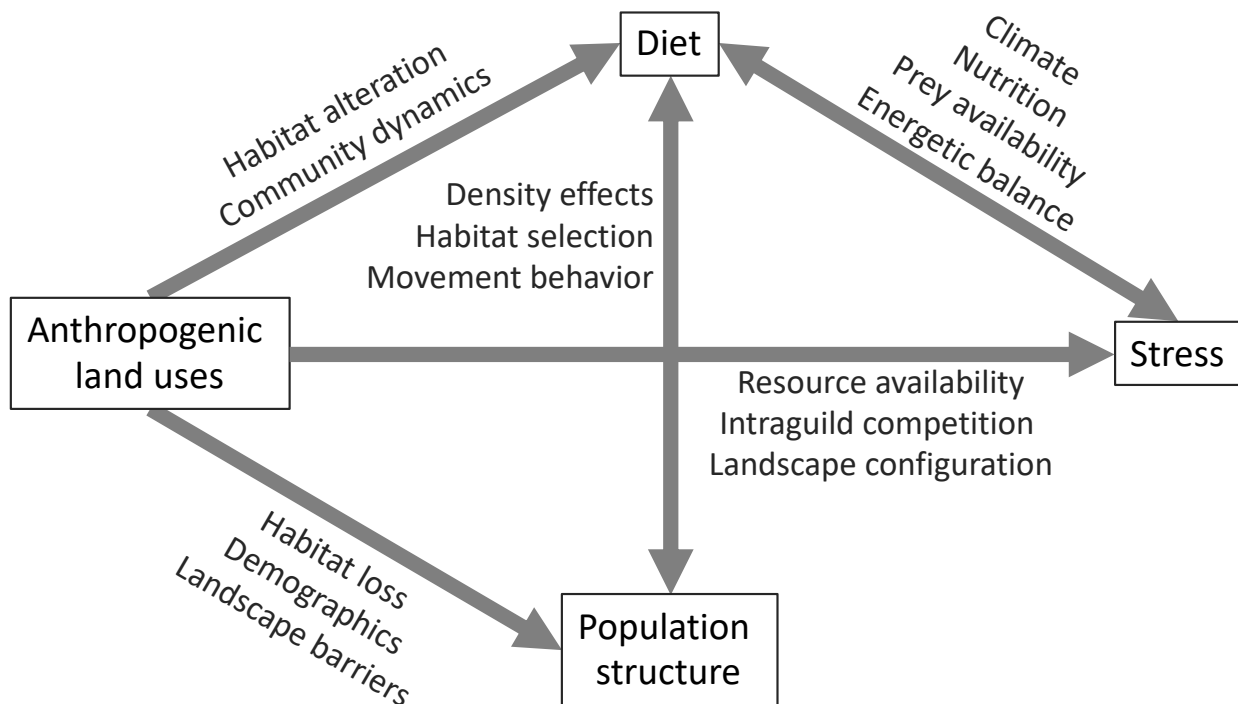 Diet
Climate
Nutrition
Prey availability
Energetic balance
Habitat alteration
Community dynamics
Density effects
Habitat selection
Movement behavior
Anthropogenic
land uses
Stress
Resource availability
Intraguild competition
Landscape configuration
Habitat loss
Demographics
Landscape barriers
Population
structure